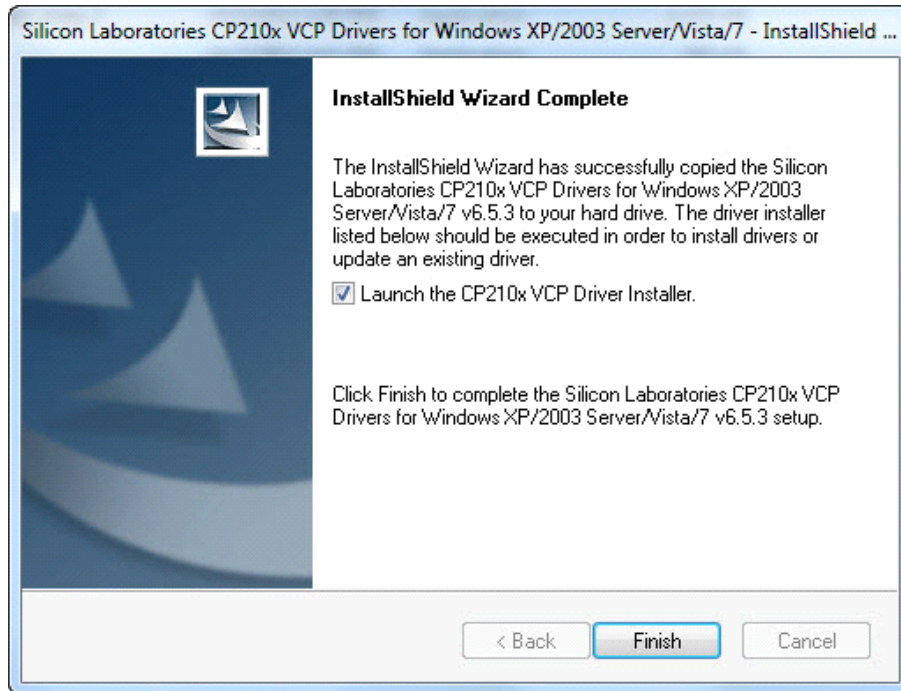 Silicon Laboratories CP210x VCP Drivers for Windows XP/2003 Server/Vista/7 - InstallShield ...
InstallShield Wizard Complete
The InstallShield Wizard has successfully copied the Silicon
Laboratories CP210x VCP Drivers for Windows XP/2003
Server/Vista/7 v6.5.3 to your hard drive. The driver installer
listed below should be executed in order to install drivers or
update an existing driver.
Launch the CP210x VCP Driver Installer.
Click Finish to complete the Silicon Laboratories CP210x VCP
Drivers for Windows XP/2003 Server/Vista/7 v6.5.3 setup.
< Back Finish Cancel